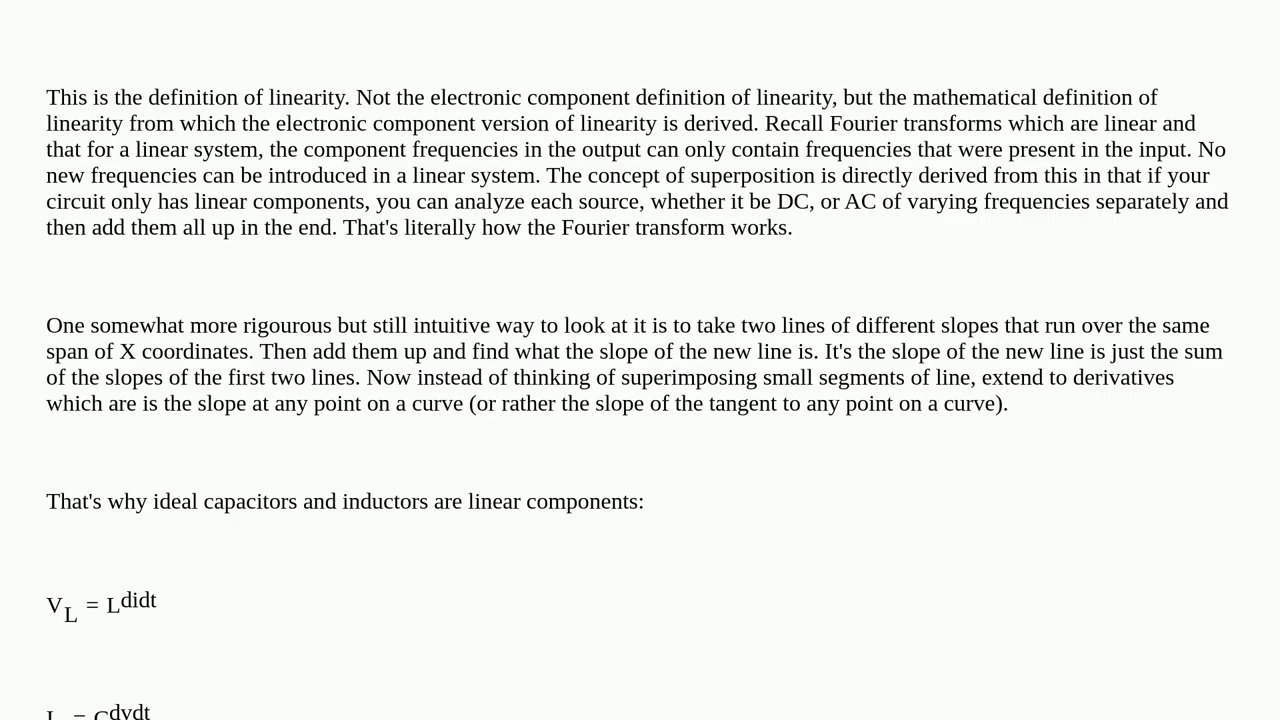 This is the definition of linearity. Not the electronic component definition of linearity, but the mathematical definition of
linearity from which the electronic component version of linearity is derived. Recall Fourier transforms which are linear and
that for a linear system, the component frequencies in the output can only contain frequencies that were present in the input. No
new frequencies can be introduced in a linear system. The concept of superposition is directly derived from this in that if your
circuit only has linear components, you can analyze each source, whether it be DC, or AC of varying frequencies separately and
then add them all up in the end. That's literally how the Fourier transform works.
One somewhat more rigourous but still intuitive way to look at it is to take two lines of different slopes that run over the same
span of X coordinates. Then add them up and find what the slope of the new line is. It's the slope of the new line is just the sum
of the slopes of the first two lines. Now instead of thinking of superimposing small segments of line, extend to derivatives
which are is the slope at any point on a curve (or rather the slope of the tangent to any point on a curve).
That's why ideal capacitors and inductors are linear components:
V_L = L^didt
I = C^dvdt